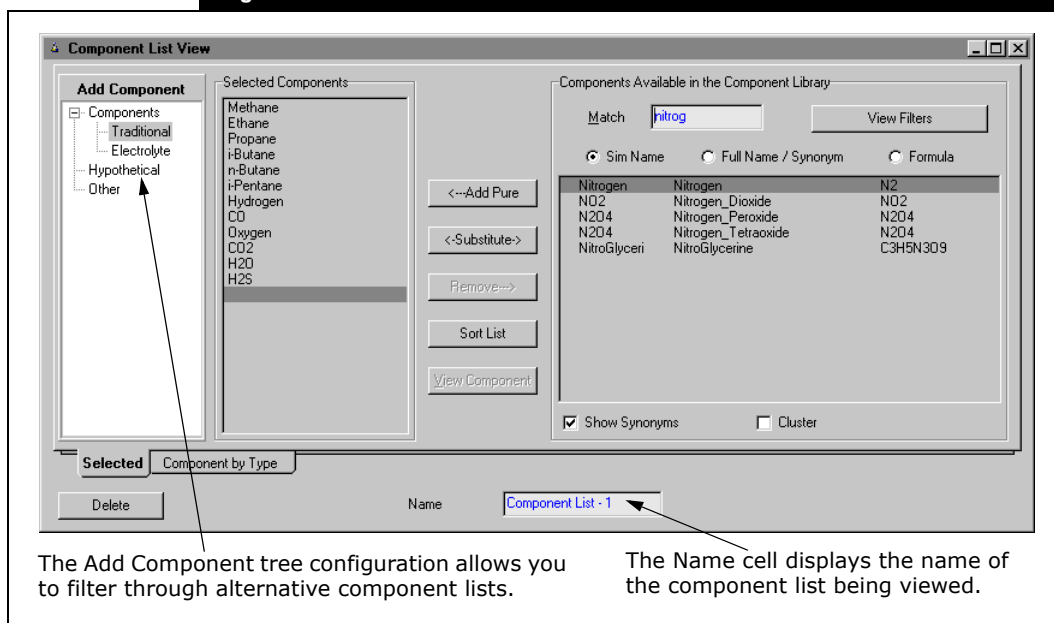 Component List View
Add Component
Components
Traditional
Electrolyte
Hypothetical
Other
Selected Components
Methane
Ethane
Propane
i-Butane
n-Butane
i-Pentane
Hydrogen
CO
Oxygen
CO2
H2O
H2S
<---Add Pure
<-Substitute->
Remove--->
Sort List
View Component
Components Available in the Component Library
Match nitrog View Filters
Sim Name Full Name / Synonym Formula
Nitrogen Nitrogen N2
NO2 Nitrogen_Dioxide NO2
N2O4 Nitrogen_Peroxide N2O4
N2O4 Nitrogen_Tetraoxide N2O4
NitroGlyceri NitroGlycerine C3H5N3O9
Show Synonyms Cluster
Selected Component by Type
Delete Name Component List - 1
The Add Component tree configuration allows you
to filter through alternative component lists.
The Name cell displays the name of
the component list being viewed.